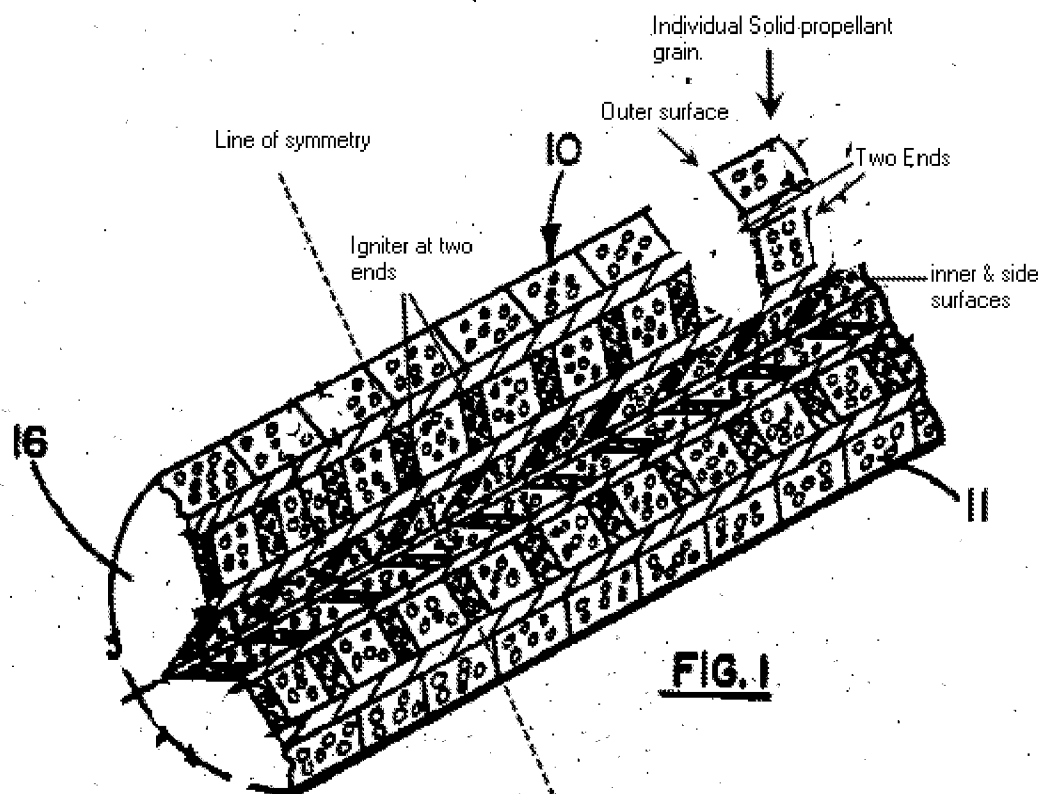 Individual Solid-propellant
grain.
Outer surface
Line of symmetry
10
Two Ends
Igniter at two
ends
inner & side
surfaces
16
11
3
FIG. 1